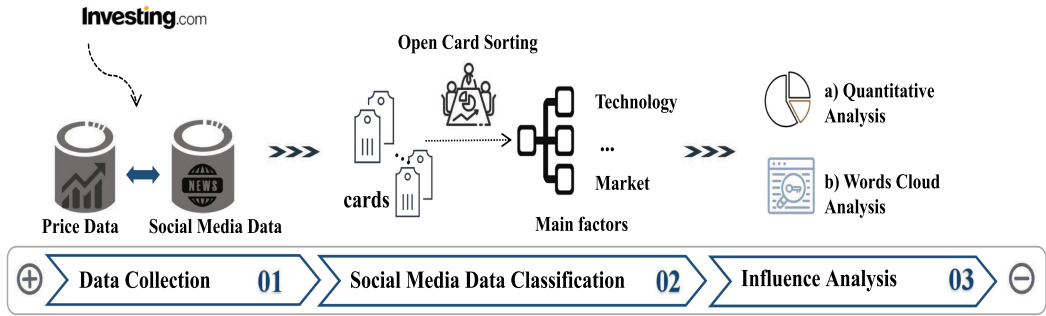 Investing.com
Open Card Sorting
Technology
...
Market
cards
Main factors
NEWS
Price Data
Social Media Data
a) Quantitative
Analysis
b) Words Cloud
Analysis
Data Collection 01
Social Media Data Classification 02
Influence Analysis 03